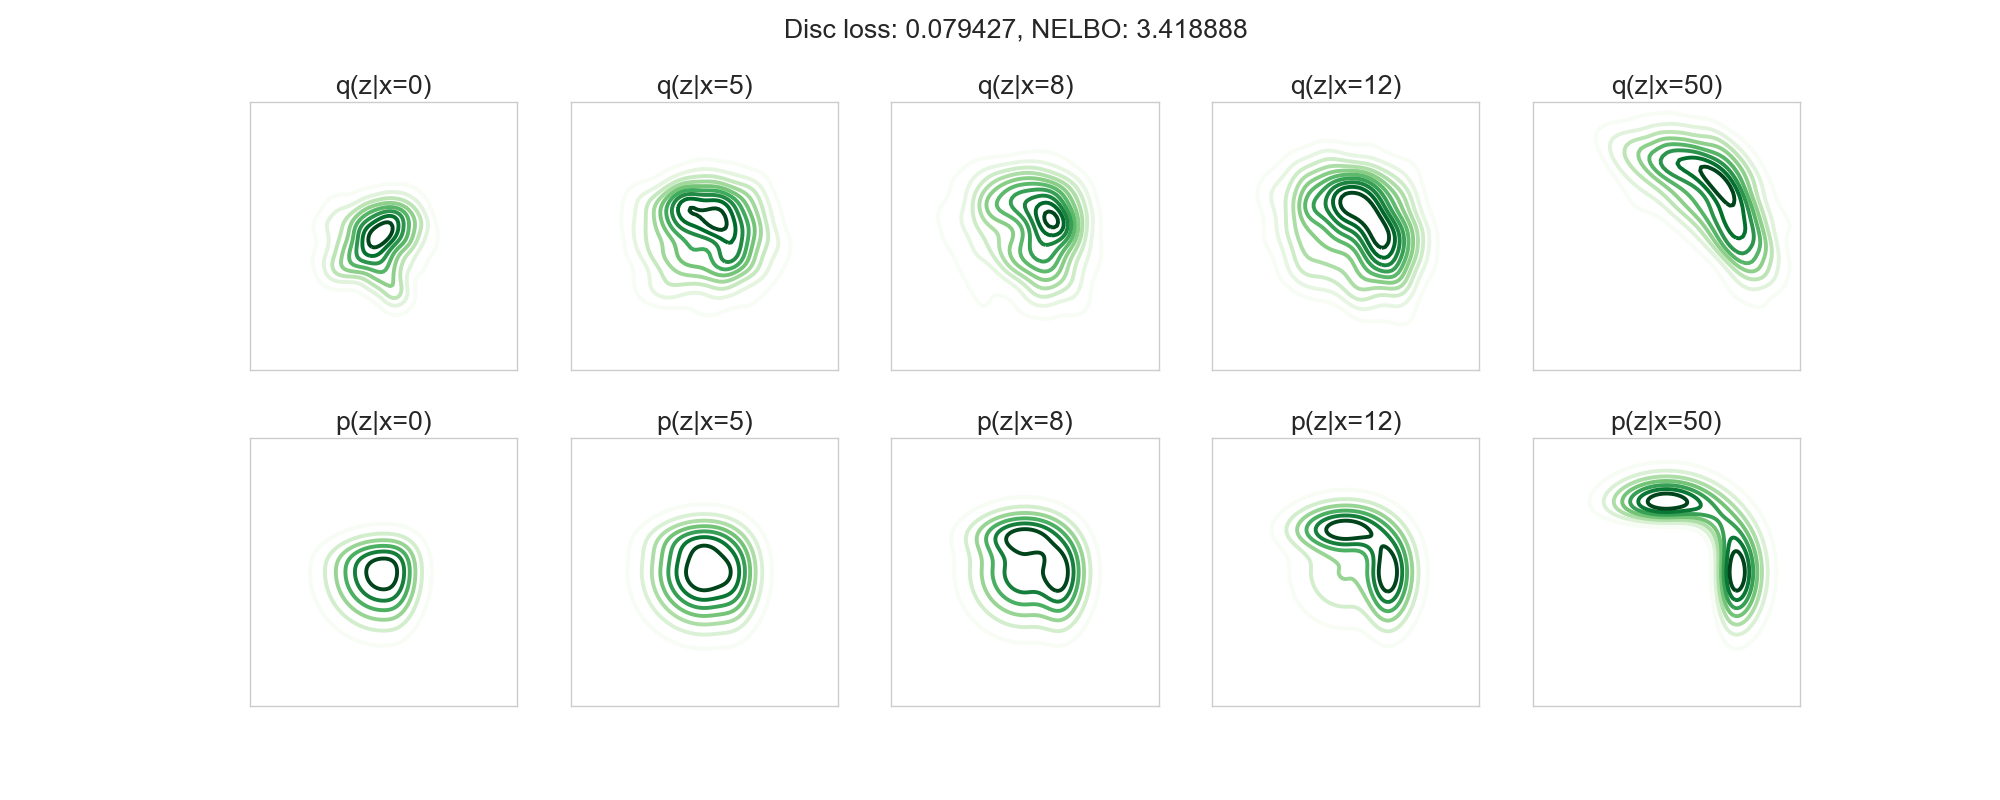 Disc loss: 0.079427, NELBO: 3.418888
q(z|x=0) q(z|x=5) q(z|x=8) q(z|x=12) q(z|x=50)
p(z|x=0) p(z|x=5) p(z|x=8) p(z|x=12) p(z|x=50)